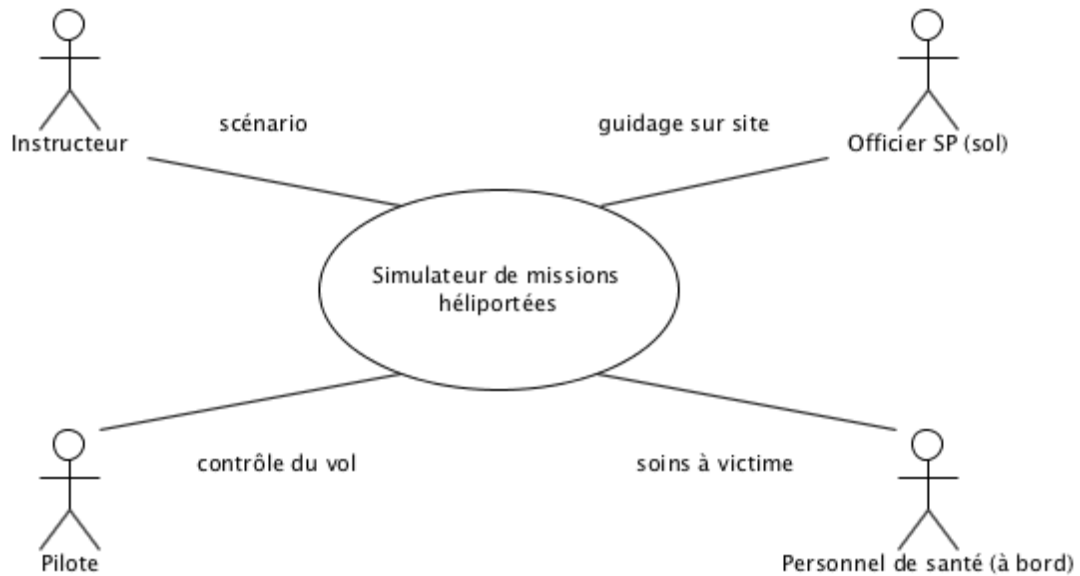 scénario
guidage sur site
Instructeur
Officier SP (sol)
Simulateur de missions
héliportées
contrôle du vol
soins à victime
Pilote
Personnel de santé (à bord)